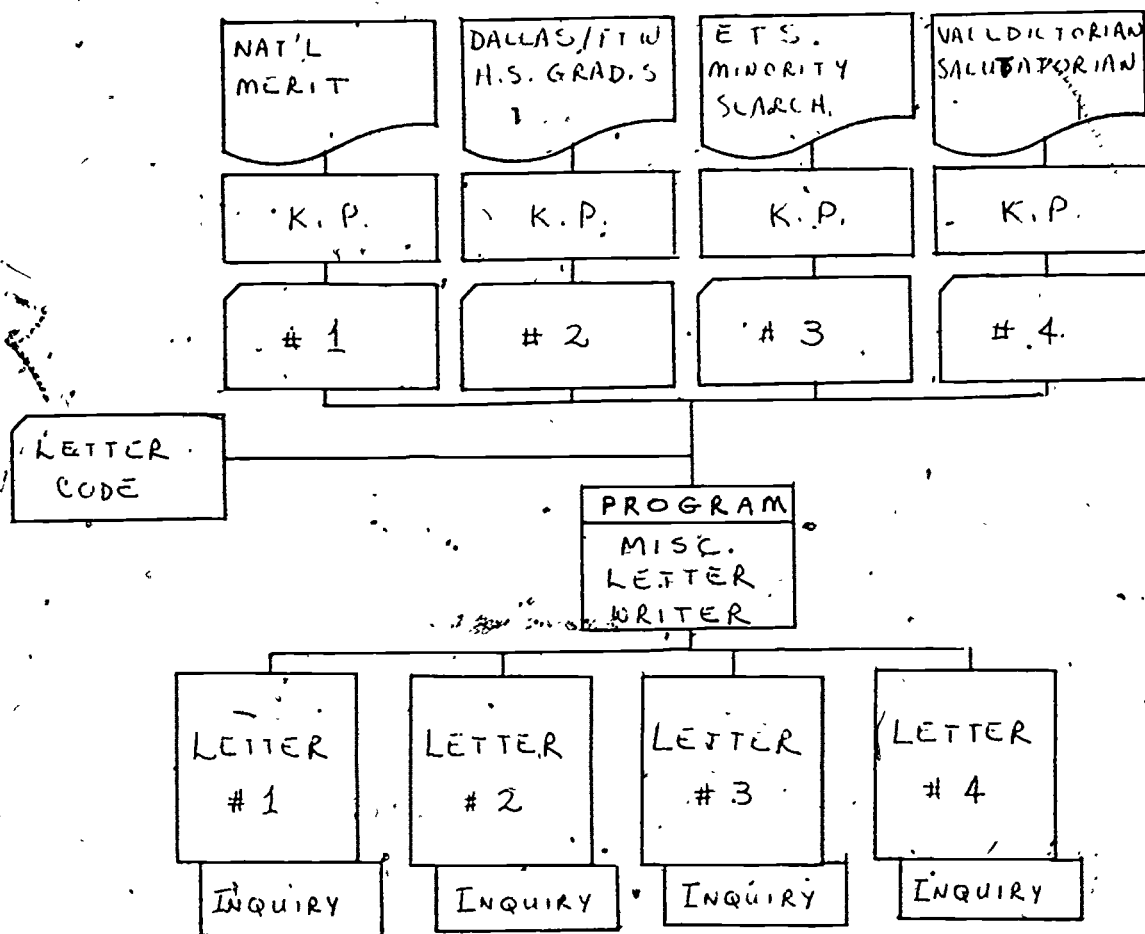 NAT'L
MERIT
DALLAS/FTW
H.S. GRAD.S
E T S.
MINORITY
SEARCH.
VALEDICTORIAN
SALUTATORIAN
K.P.
K.P.
K.P.
K.P.
# 1
# 2
# 3
# 4.
LETTER
CODE
PROGRAM
MISC.
LETTER
WRITER
LETTER
# 1
LETTER
# 2
LETTER
# 3
LETTER
# 4
INQUIRY
INQUIRY
INQUIRY
INQUIRY